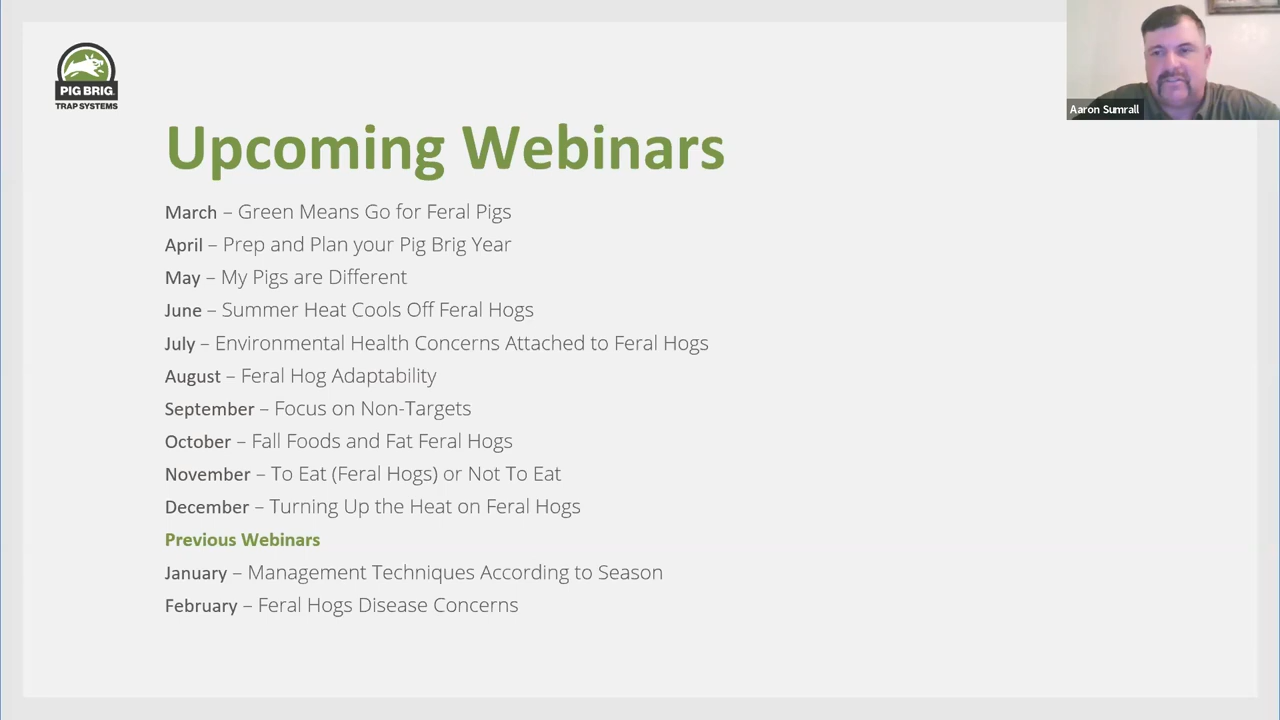 PIG BRIG
TRAP SYSTEMS
Aaron Sumrall
Upcoming Webinars
March – Green Means Go for Feral Pigs
April – Prep and Plan your Pig Brig Year
May – My Pigs are Different
June – Summer Heat Cools Off Feral Hogs
July – Environmental Health Concerns Attached to Feral Hogs
August – Feral Hog Adaptability
September – Focus on Non-Targets
October – Fall Foods and Fat Feral Hogs
November – To Eat (Feral Hogs) or Not To Eat
December – Turning Up the Heat on Feral Hogs
Previous Webinars
January – Management Techniques According to Season
February – Feral Hogs Disease Concerns